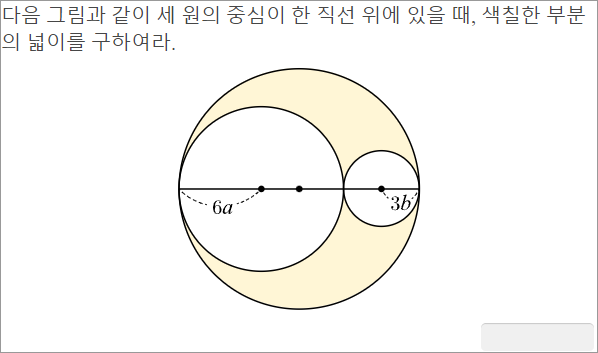 다음 그림과 같이 세 원의 중심이 한 직선 위에 있을 때, 색칠한 부분
의 넓이를 구하여라.
6a
3b